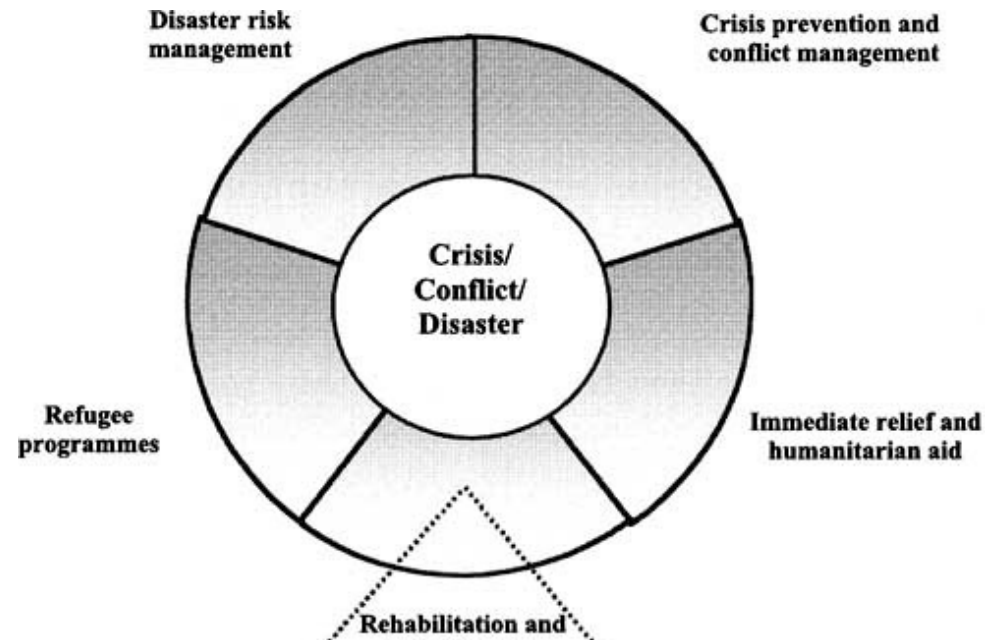 Disaster risk
management
Crisis prevention and
conflict management
Crisis/
Conflict/
Disaster
Refugee
programmes
Immediate relief and
humanitarian aid
Rehabilitation and